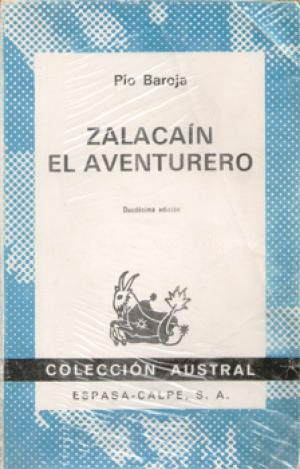 Pío Baroja
ZALACAÍN
EL AVENTURERO
Duodécima edición
COLECCIÓN AUSTRAL
ESPASA-CALPE, S. A.